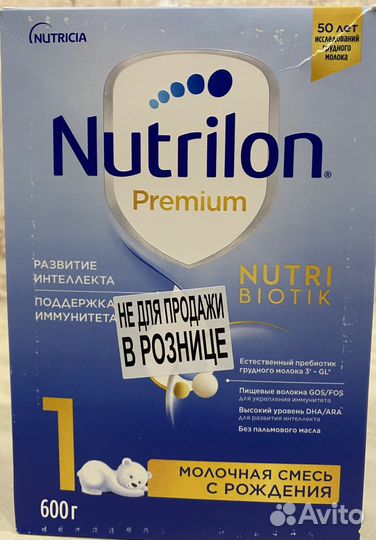 NUTRICIA
50 ЛЕТ
ИССЛЕДОВАНИЙ
ГРУДНОГО
МОЛОКА
Nutrilon®
Premium
РАЗВИТИЕ
ИНТЕЛЛЕКТА
ПОДДЕРЖКА
ИММУНИТЕТА
NUTRI
BIOTIK
НЕ ДЛЯ ПРОДАЖИ
В РОЗНИЦЕ
Естественный пребиотик
грудного молока 3' - GL*
Пищевые волокна GOS/FOS
для укрепления иммунитета
Высокий уровень DHA/ARA*
для развития интеллекта
Без пальмового масла
1
МОЛОЧНАЯ СМЕСЬ
С РОЖДЕНИЯ
600 г
Avito